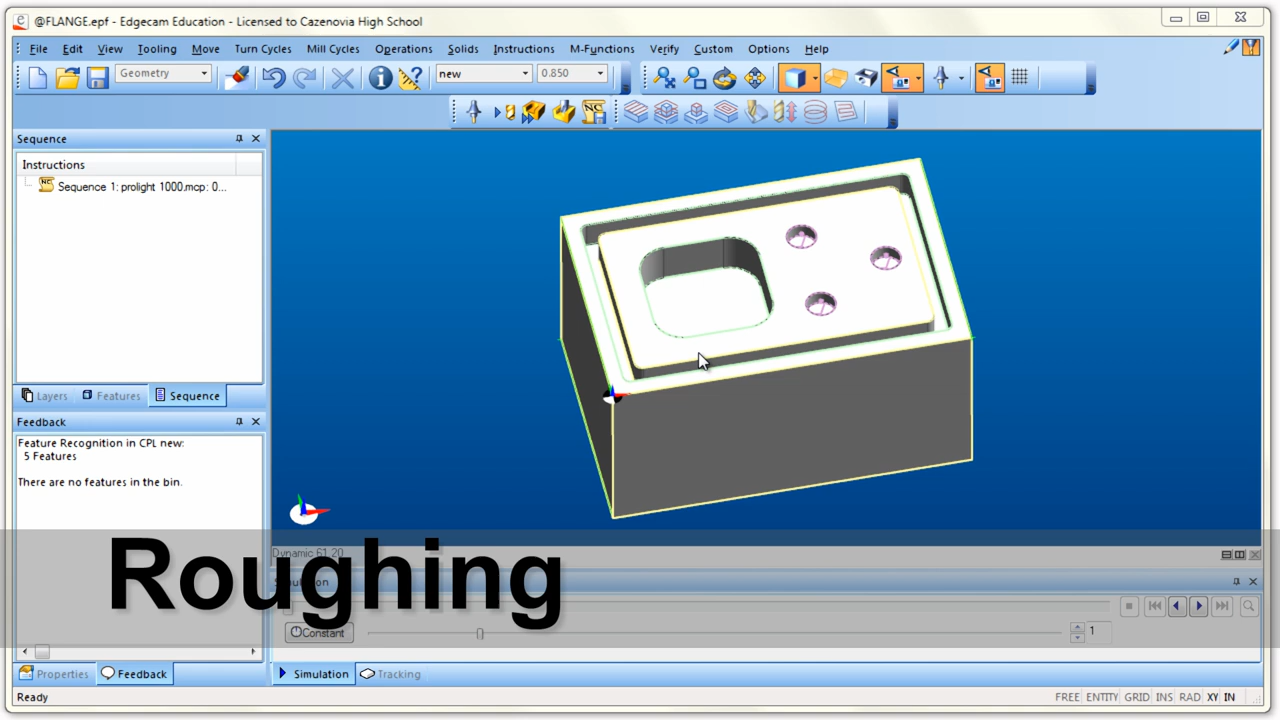 @FLANGE.epf - Edgecam Education - Licensed to Cazenovia High School
File Edit View Tooling Move Turn Cycles Mill Cycles Operations Solids Instructions M-Functions Verify Custom Options Help
Geometry new 0.850
Sequence
Instructions
Sequence 1: prolight 1000.mcp: 0...
Layers Features Sequence
Feedback
Feature Recognition in CPL new:
5 Features
There are no features in the bin.
Dynamic 61,20
Roughing
Simulation
Constant 1
Properties Feedback Simulation Tracking
Ready FREE ENTITY GRID INS RAD XY IN